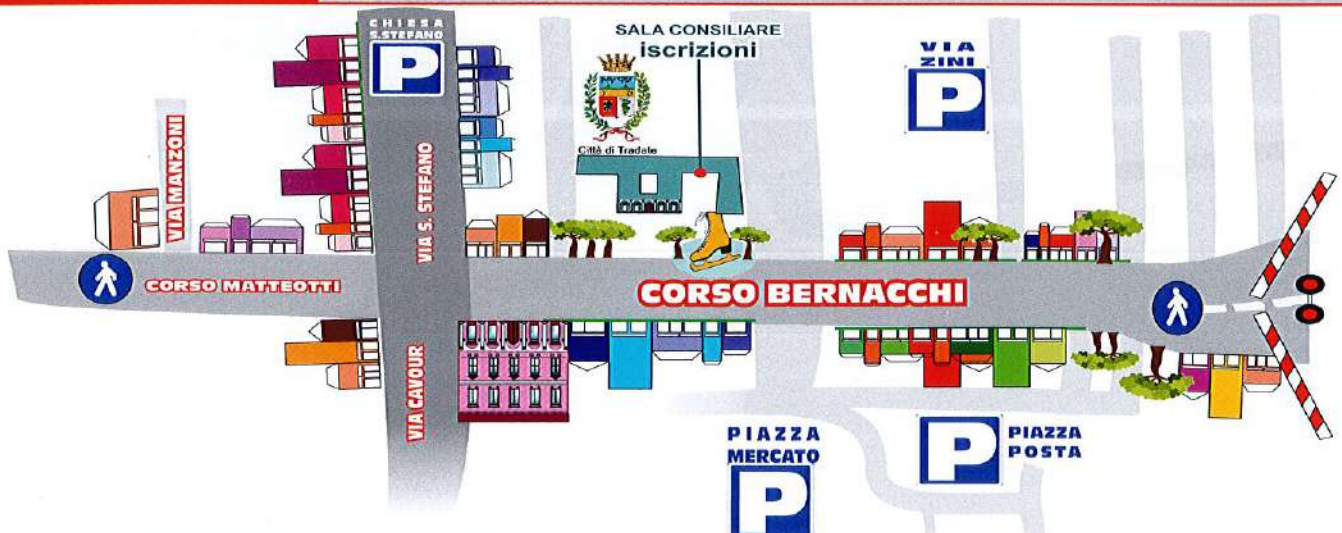 CHIESA
S.STEFANO
P
SALA CONSILIARE
iscrizioni
Città di Tradate
VIA
ZINI
P
VIA MANZONI
VIA S. STEFANO
CORSO MATTEOTTI
CORSO BERNACCHI
VIA CAVOUR
PIAZZA
MERCATO
P
P
PIAZZA
POSTA